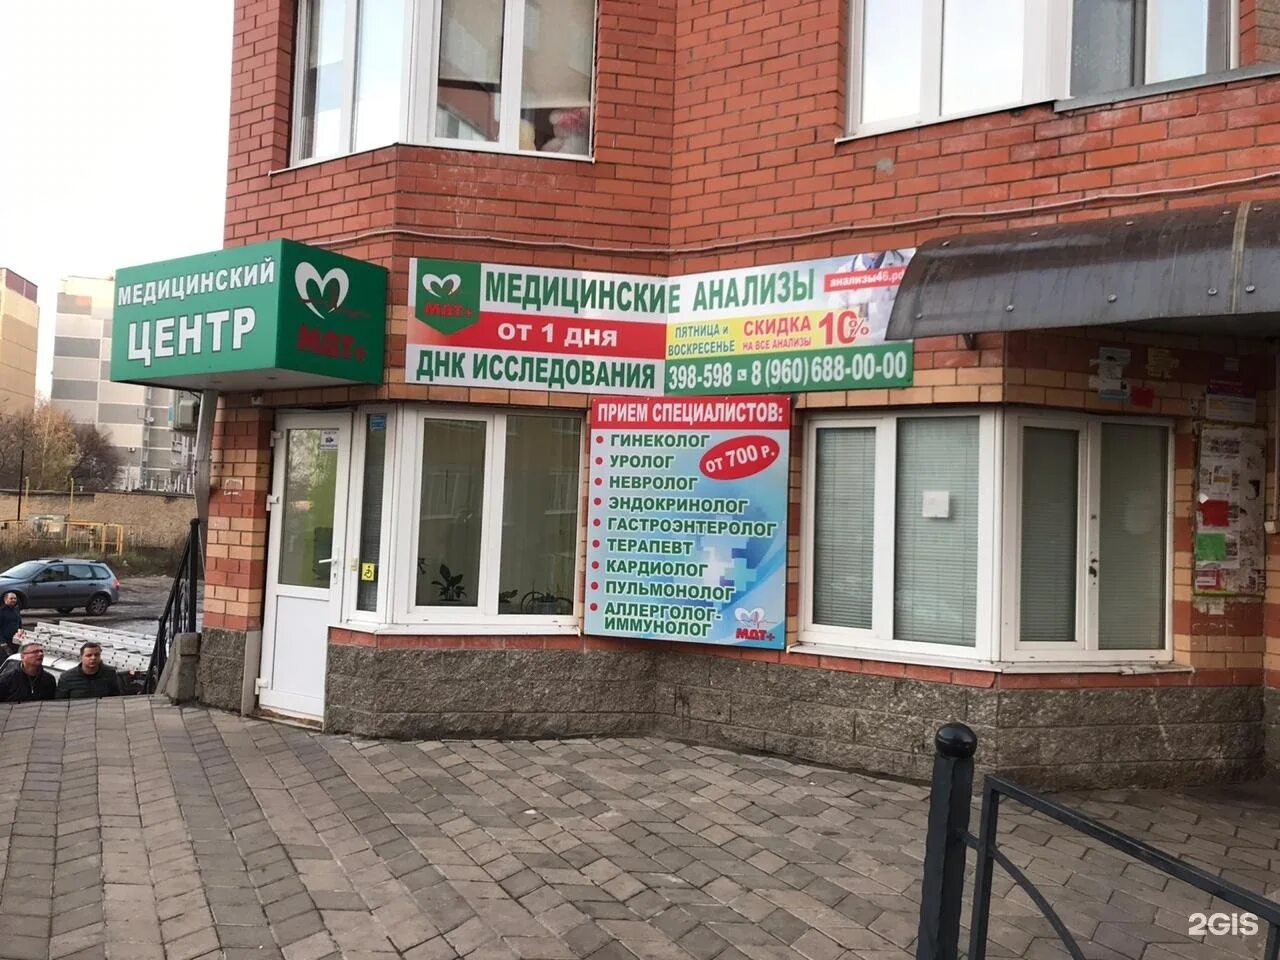 МЕДИЦИНСКИЙ
ЦЕНТР
МДТ+
МДТ+
МЕДИЦИНСКИЕ АНАЛИЗЫ
анализы46.рф
ОТ 1 ДНЯ
ДНК ИССЛЕДОВАНИЯ
ПЯТНИЦА И
ВОСКРЕСЕНЬЕ
СКИДКА
НА ВСЕ АНАЛИЗЫ
10%
398-598 8 (960) 688-00-00
ПРИЕМ СПЕЦИАЛИСТОВ:
• ГИНЕКОЛОГ
ОТ 700 Р.
• УРОЛОГ
• НЕВРОЛОГ
• ЭНДОКРИНОЛОГ
• ГАСТРОЭНТЕРОЛОГ
• ТЕРАПЕВТ
• КАРДИОЛОГ
• ПУЛЬМОНОЛОГ
• АЛЛЕРГОЛОГ-
ИММУНОЛОГ
МДТ+
2GIS